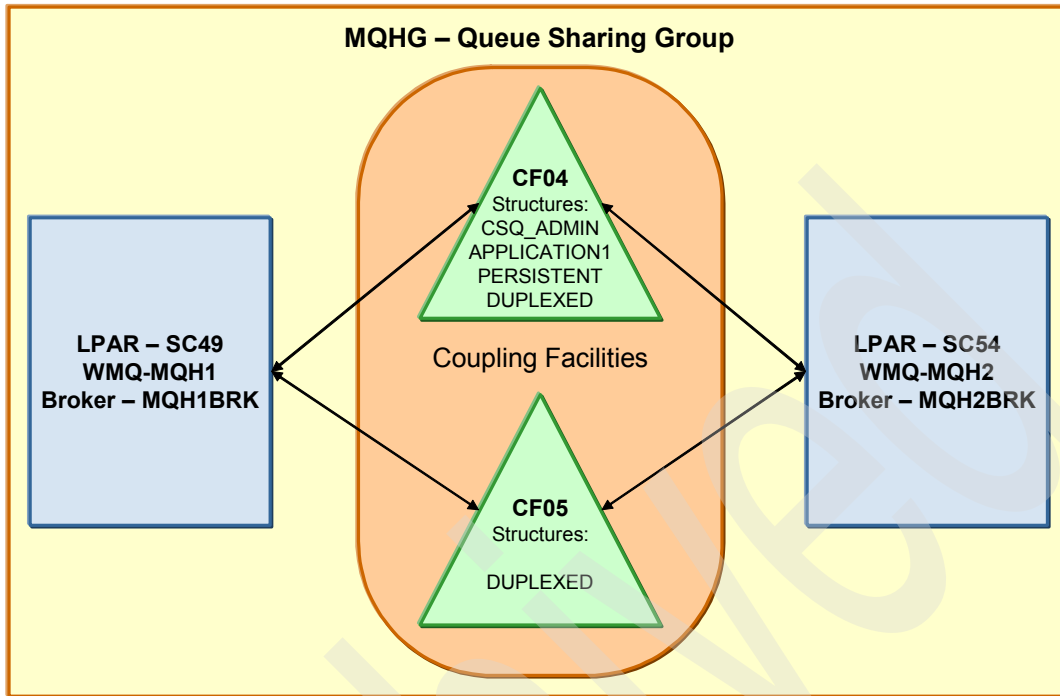 MQHG – Queue Sharing Group
CF04
Structures:
CSQ_ADMIN
APPLICATION1
PERSISTENT
DUPLEXED
LPAR – SC49
WMQ-MQH1
Broker – MQH1BRK
Coupling Facilities
LPAR – SC54
WMQ-MQH2
Broker – MQH2BRK
CF05
Structures:
DUPLEXED